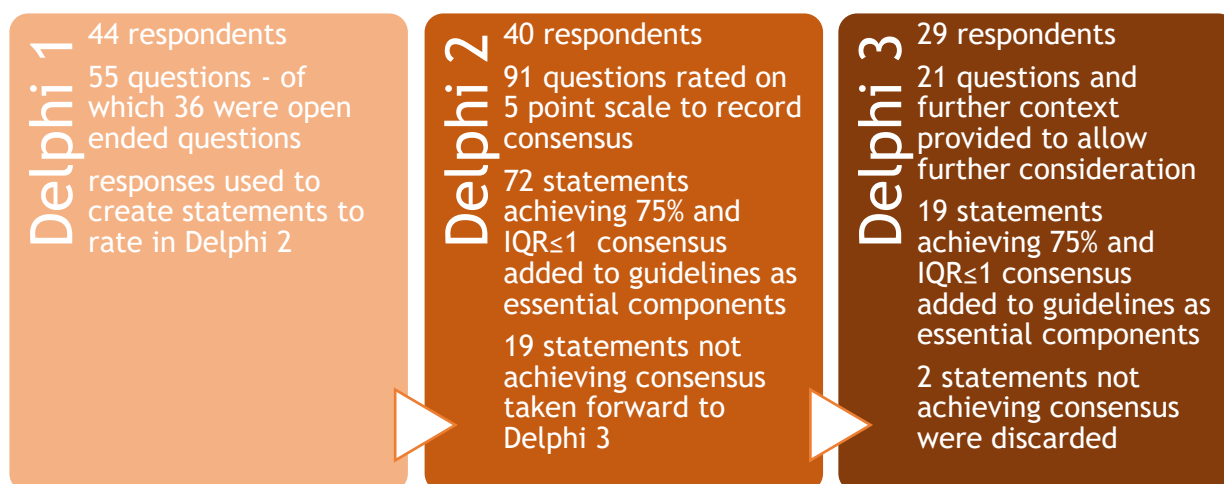 Delphi 1
44 respondents
55 questions - of
which 36 were open
ended questions
responses used to
create statements to
rate in Delphi 2
Delphi 2
40 respondents
91 questions rated on
5 point scale to record
consensus
72 statements
achieving 75% and
IQR≤1 consensus
added to guidelines as
essential components
19 statements not
achieving consensus
taken forward to
Delphi 3
Delphi 3
29 respondents
21 questions and
further context
provided to allow
further consideration
19 statements
achieving 75% and
IQR≤1 consensus
added to guidelines as
essential components
2 statements not
achieving consensus
were discarded